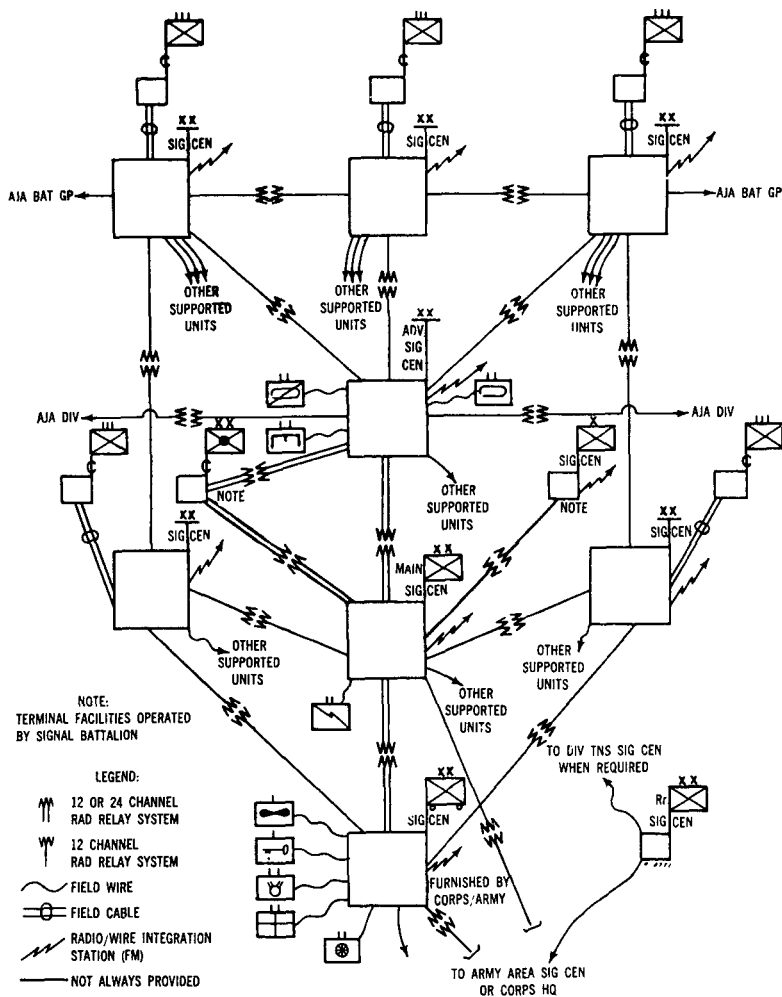 XX
SIG CEN
XX
SIG CEN
XX
SIG CEN
AJA BAT GP
AJA BAT GP
OTHER
SUPPORTED
UNITS
OTHER
SUPPORTED
UNITS
OTHER
SUPPORTED
UNITS
XX
ADV
SIG
CEN
AJA DIV
AJA DIV
XX
NOTE
X
SIG CEN
NOTE
OTHER
SUPPORTED
UNITS
XX
SIG CEN
XX
SIG CEN
XX
MAIN
SIG CEN
OTHER
SUPPORTED
UNITS
OTHER
SUPPORTED
UNITS
OTHER
SUPPORTED
UNITS
NOTE:
TERMINAL FACILITIES OPERATED
BY SIGNAL BATTALION
TO DIV TNS SIG CEN
WHEN REQUIRED
XX
Rr.
SIG CEN
XX
SIG CEN
LEGEND:
12 OR 24 CHANNEL
RAD RELAY SYSTEM
12 CHANNEL
RAD RELAY SYSTEM
FIELD WIRE
FIELD CABLE
RADIO/WIRE INTEGRATION
STATION (FM)
NOT ALWAYS PROVIDED
FURNISHED BY
CORPS/ARMY
TO ARMY AREA SIG CEN
OR CORPS HQ